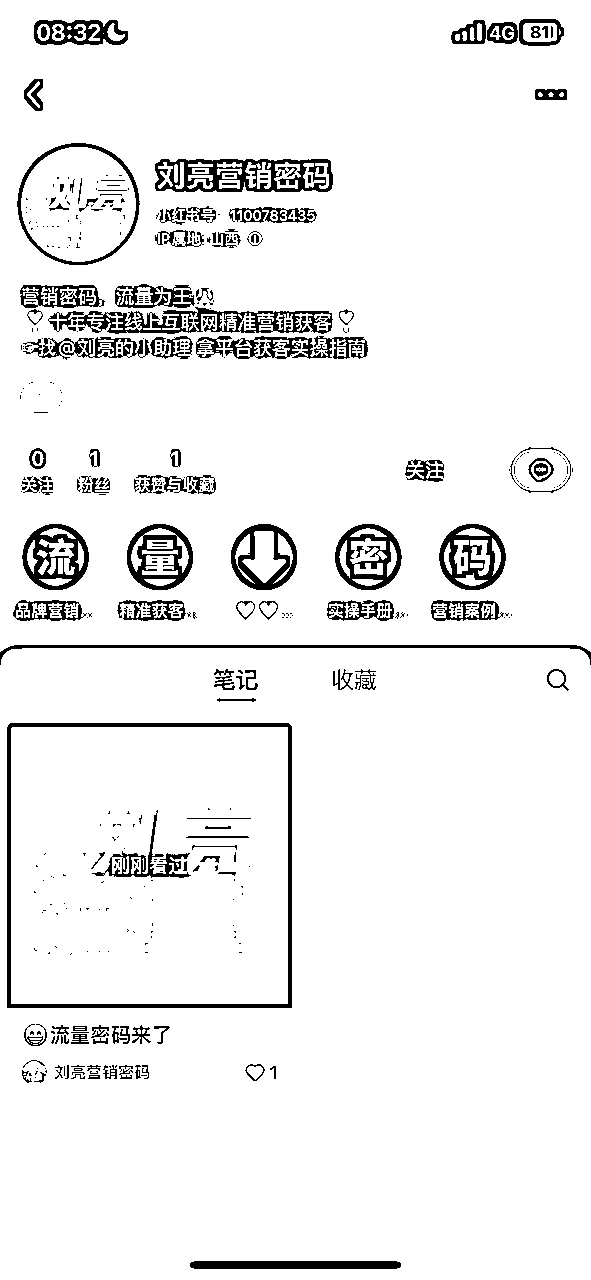 08:32
4G 81
刘亮
刘亮营销密码
小红书号：1100783435
IP属地：山西
营销密码，流量为王
十年专注线上互联网精准营销获客
找@刘亮的小助理 拿平台获客实操指南
0 1 1
关注 粉丝 获赞与收藏
关注
流 量 密 码
品牌营销... 精准获客... 实操手册... 营销案例...
笔记 收藏
刘亮
刚刚看过
😁流量密码来了
刘亮营销密码 1